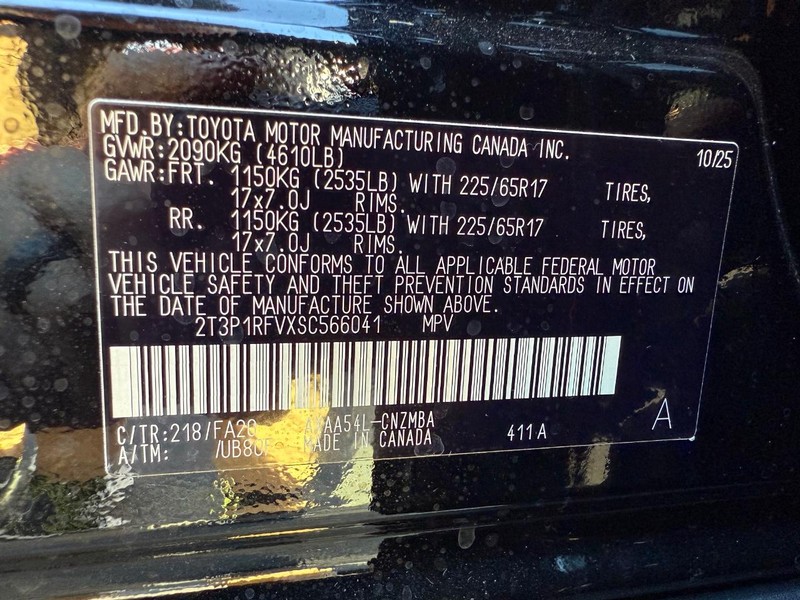 MFD.BY:TOYOTA MOTOR MANUFACTURING CANADA INC. 10/25
GVWR:2090KG (4610LB)
GAWR:FRT. 1150KG (2535LB) WITH 225/65R17 TIRES,
17x7.0J RIMS.
RR. 1150KG (2535LB) WITH 225/65R17 TIRES,
17x7.0J RIMS.
THIS VEHICLE CONFORMS TO ALL APPLICABLE FEDERAL MOTOR
VEHICLE SAFETY AND THEFT PREVENTION STANDARDS IN EFFECT ON
THE DATE OF MANUFACTURE SHOWN ABOVE.
2T3P1RFVXSC566041 MPV
C/TR:218/FA20 AXAA54L-CNZMBA
A/TM: MADE IN CANADA 411A A